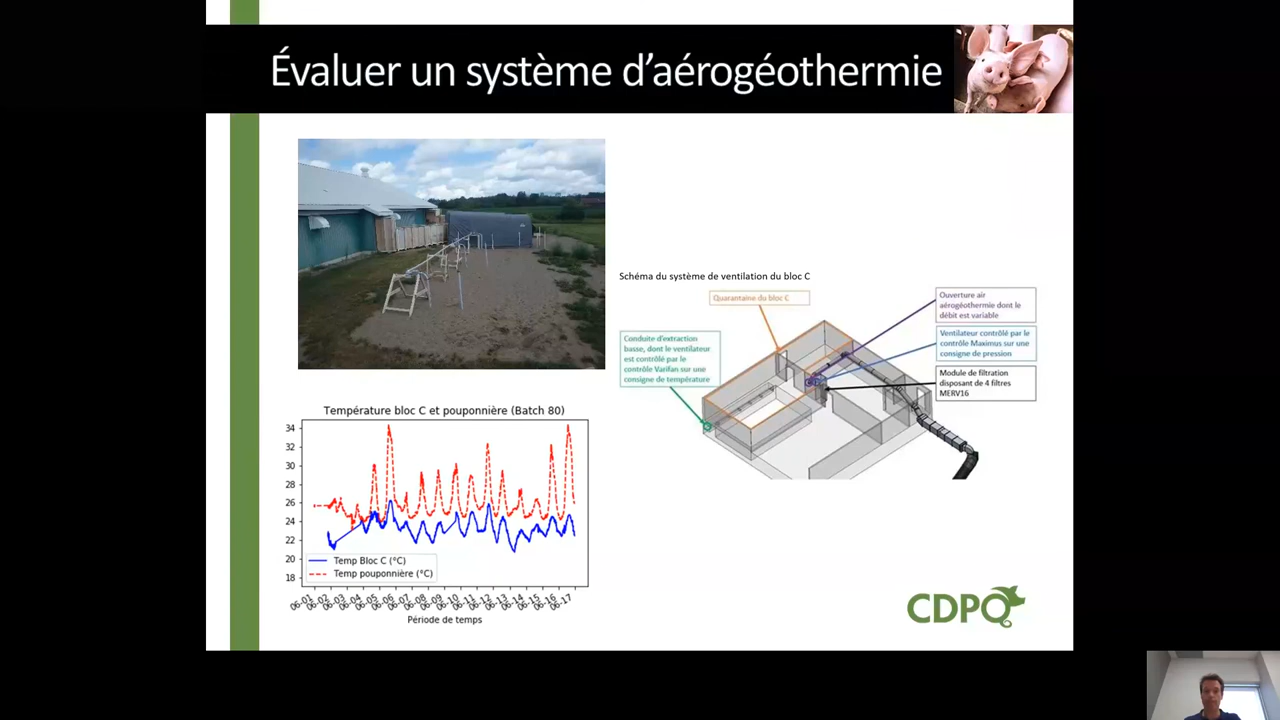 Évaluer un système d'aérogéothermie
Schéma du système de ventilation du bloc C
Quarantaine du bloc C
Ouverture air
aérogéothermie dont le
débit est variable
Conduite d'extraction
basse, dont le ventilateur
est contrôlé par le
contrôle Varifan sur une
consigne de température
Ventilateur contrôlé par le
contrôle Maximus sur une
consigne de pression
Module de filtration
disposant de 4 filtres
MERV16
Température bloc C et pouponnière (Batch 80)
34
32
30
28
26
24
22
20
18
Temp Bloc C (°C)
Temp pouponnière (°C)
06-01
06-02
06-03
06-04
06-05
06-06
06-07
06-08
06-09
06-10
06-11
06-12
06-13
06-14
06-15
06-16
06-17
Période de temps
CDPQ